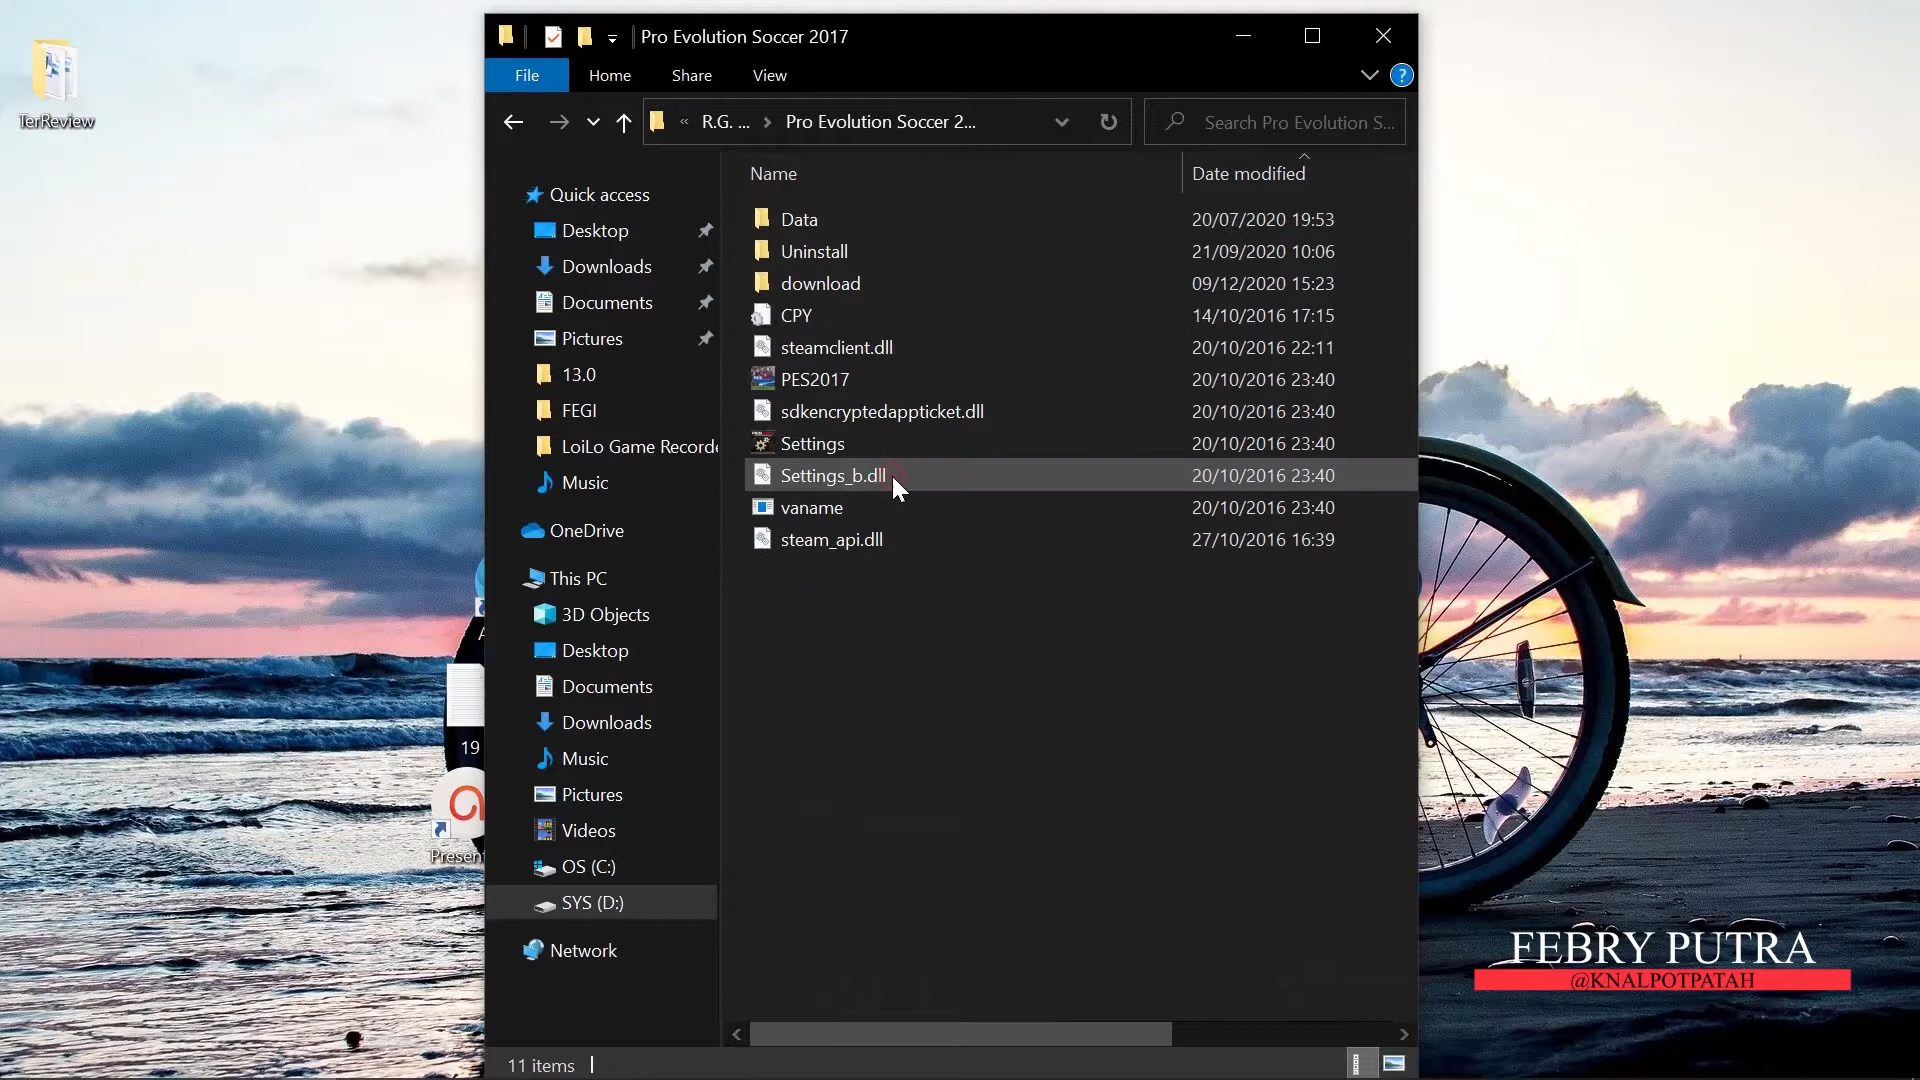 TerReview
19
Present
Pro Evolution Soccer 2017
File
Home
Share
View
?
«
R.G. ...
Pro Evolution Soccer 2...
Search Pro Evolution S...
Quick access
Desktop
Downloads
Documents
Pictures
13.0
FEGI
LoiLo Game Recorde
Music
OneDrive
This PC
3D Objects
Desktop
Documents
Downloads
Music
Pictures
Videos
OS (C:)
SYS (D:)
Network
Name Date modified
Data 20/07/2020 19:53
Uninstall 21/09/2020 10:06
download 09/12/2020 15:23
CPY 14/10/2016 17:15
steamclient.dll 20/10/2016 22:11
PES2017 20/10/2016 23:40
sdkencryptedappticket.dll 20/10/2016 23:40
Settings 20/10/2016 23:40
Settings_b.dll 20/10/2016 23:40
vaname 20/10/2016 23:40
steam_api.dll 27/10/2016 16:39
11 items
FEBRY PUTRA
@KNALPOTPATAH